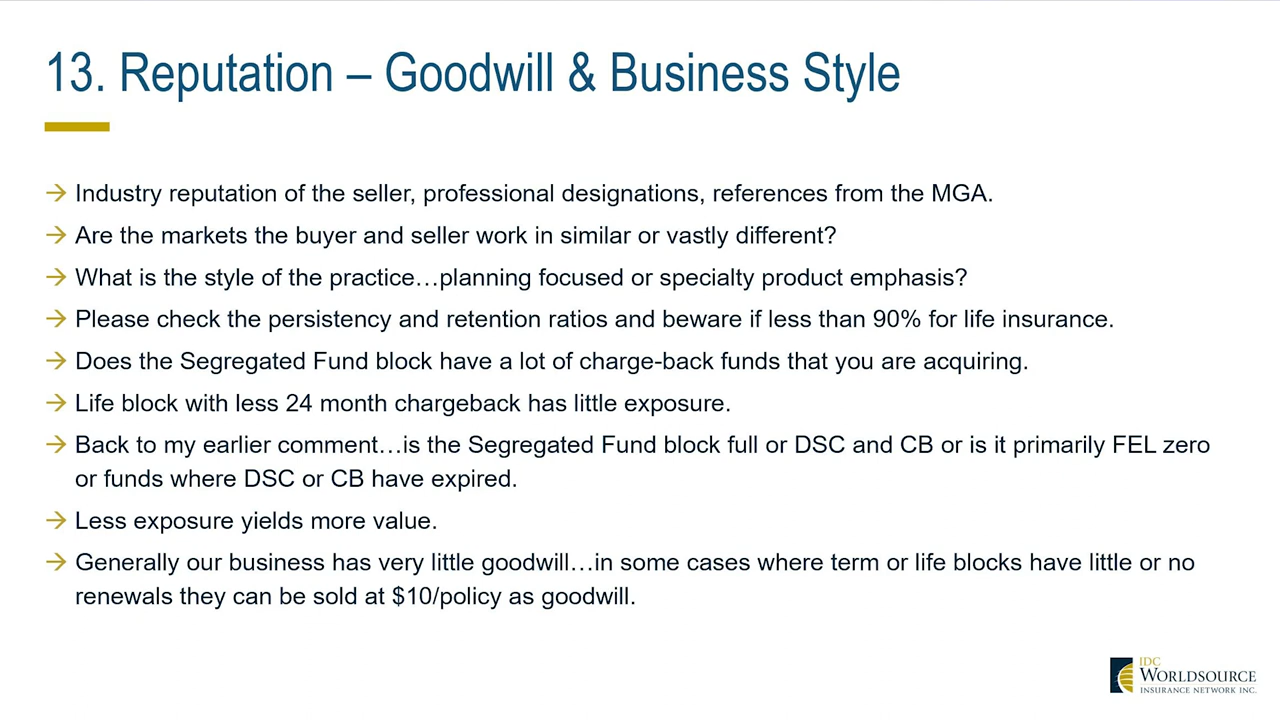 13. Reputation – Goodwill & Business Style
→ Industry reputation of the seller, professional designations, references from the MGA.
→ Are the markets the buyer and seller work in similar or vastly different?
→ What is the style of the practice…planning focused or specialty product emphasis?
→ Please check the persistency and retention ratios and beware if less than 90% for life insurance.
→ Does the Segregated Fund block have a lot of charge-back funds that you are acquiring.
→ Life block with less 24 month chargeback has little exposure.
→ Back to my earlier comment…is the Segregated Fund block full or DSC and CB or is it primarily FEL zero
or funds where DSC or CB have expired.
→ Less exposure yields more value.
→ Generally our business has very little goodwill…in some cases where term or life blocks have little or no
renewals they can be sold at $10/policy as goodwill.
IDC
WORLDSOURCE
INSURANCE NETWORK INC.